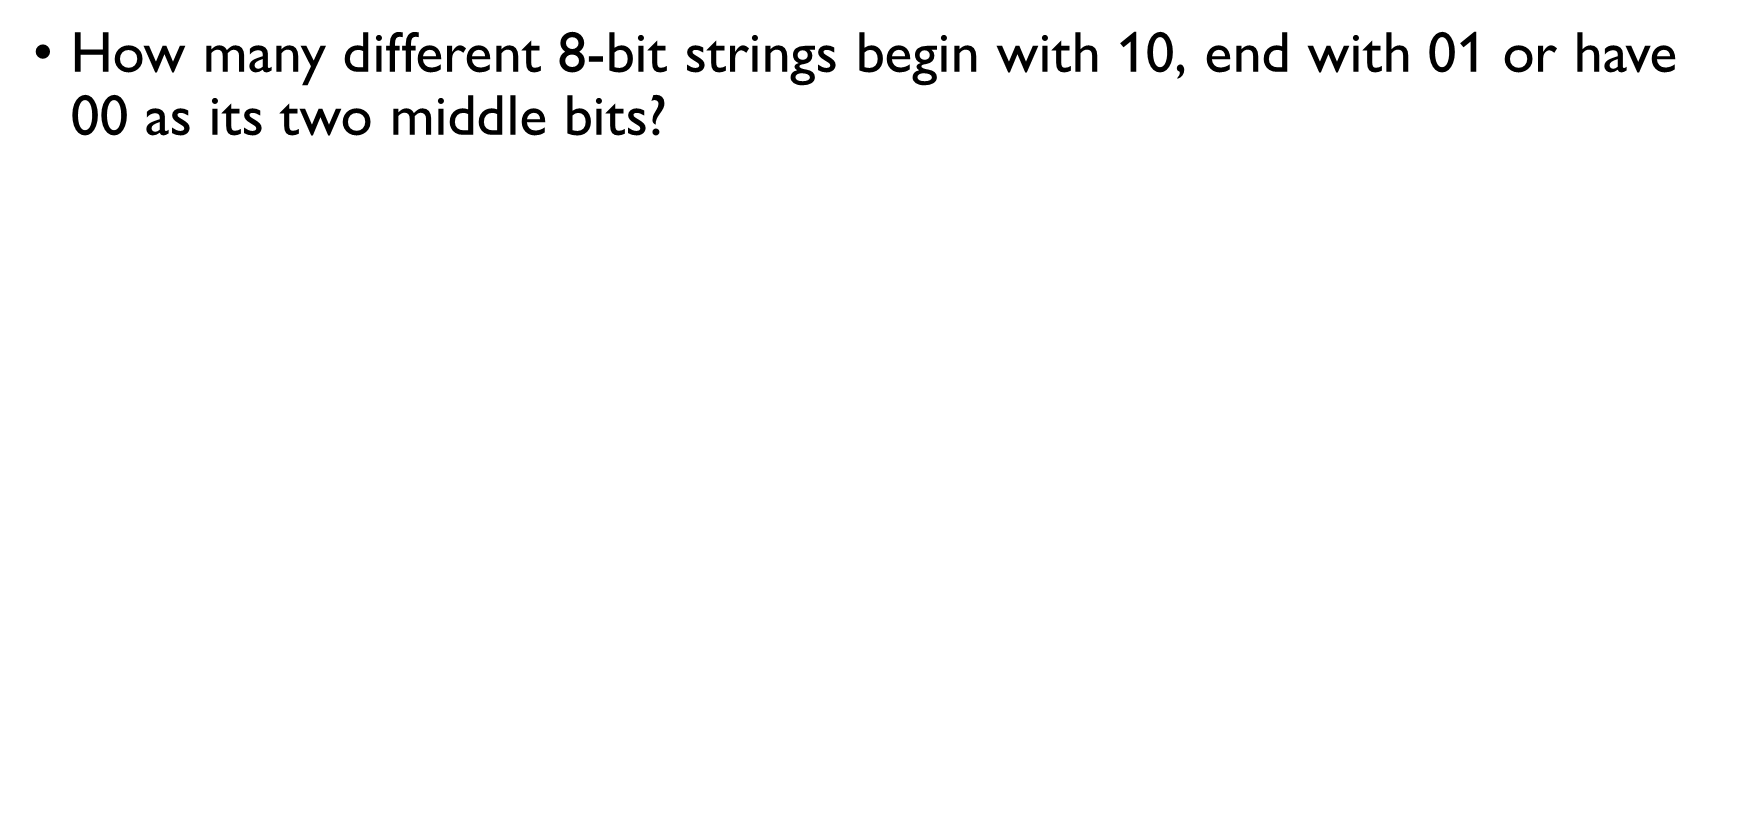 • How many different 8-bit strings begin with 10, end with 01 or have
00 as its two middle bits?